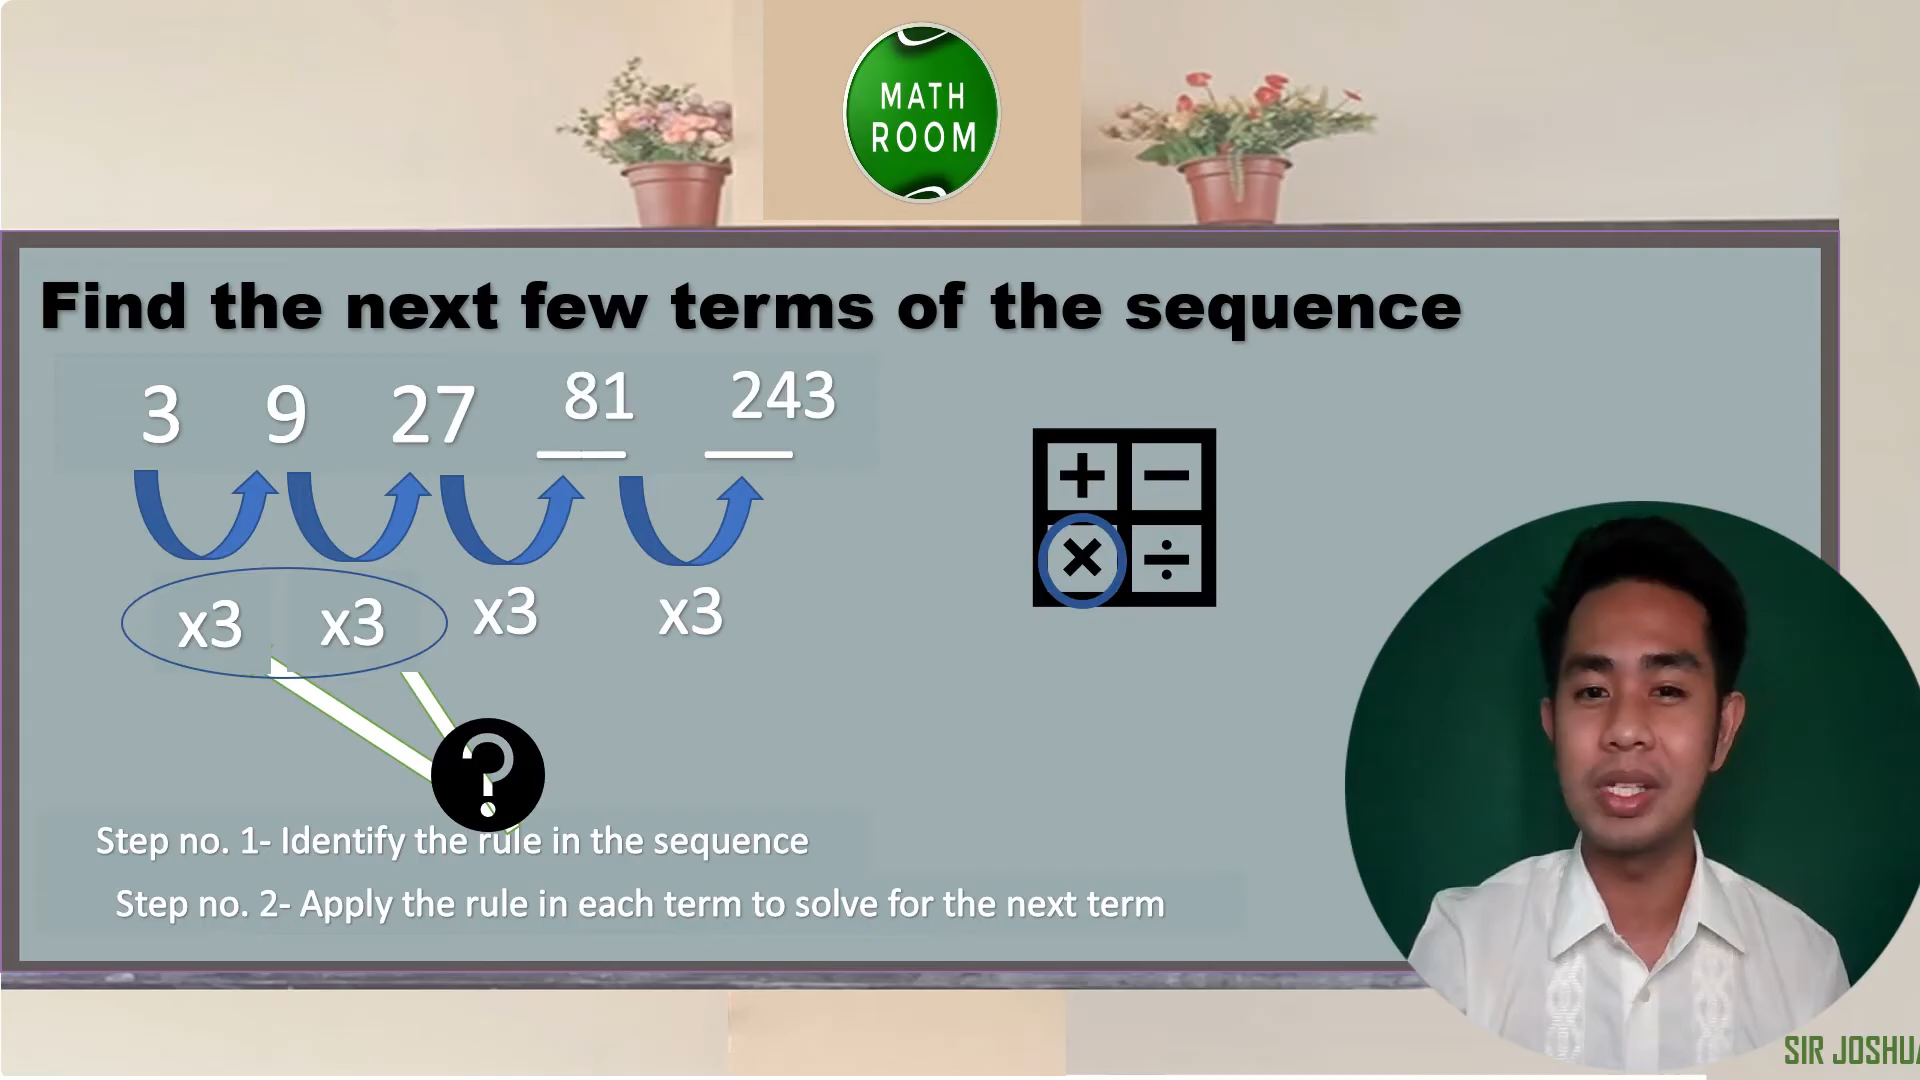 MATH
ROOM
Find the next few terms of the sequence
3 9 27 81 243
x3 x3 x3 x3
+ −
× ÷
?
Step no. 1- Identify the rule in the sequence
Step no. 2- Apply the rule in each term to solve for the next term
SIR JOSHUA